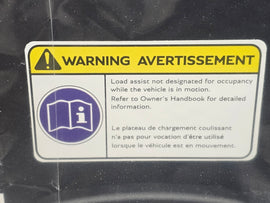 WARNING AVERTISSEMENT
Load assist not designated for occupancy
while the vehicle is in motion.
Refer to Owner's Handbook for detailed
information.
Le plateau de chargement coulissant
n'a pas pour vocation d'être utilisé
lorsque le véhicule est en mouvement.